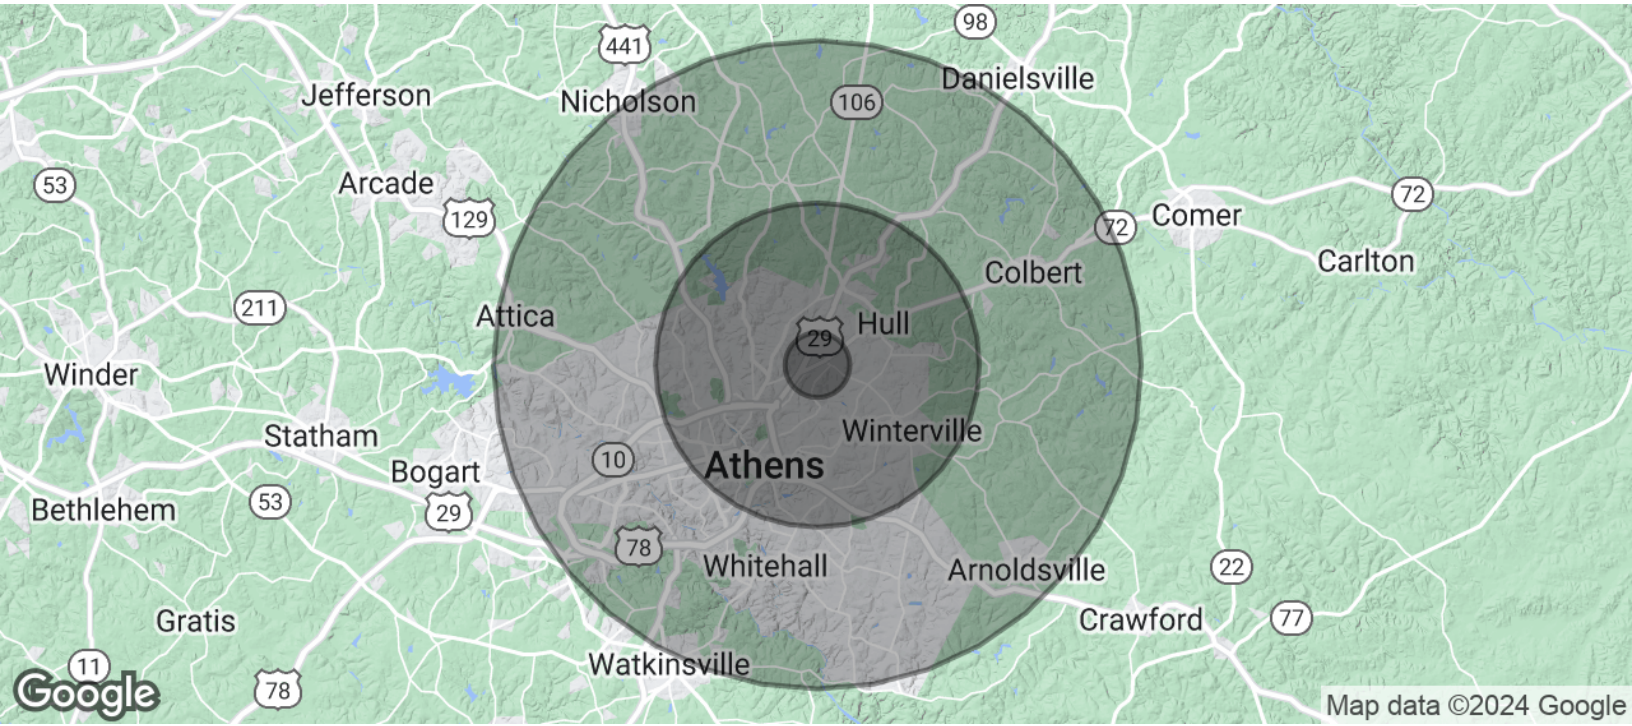 98
441
Danielsville
Jefferson
Nicholson
106
Arcade
53
72
129
Comer
72
Carlton
Colbert
211
Attica
Hull
29
Winder
Winterville
Statham
10
Athens
Bogart
53
Bethlehem
29
78
Whitehall
Arnoldsville
22
Gratis
Crawford
77
Watkinsville
11
78
Google
Map data ©2024 Google